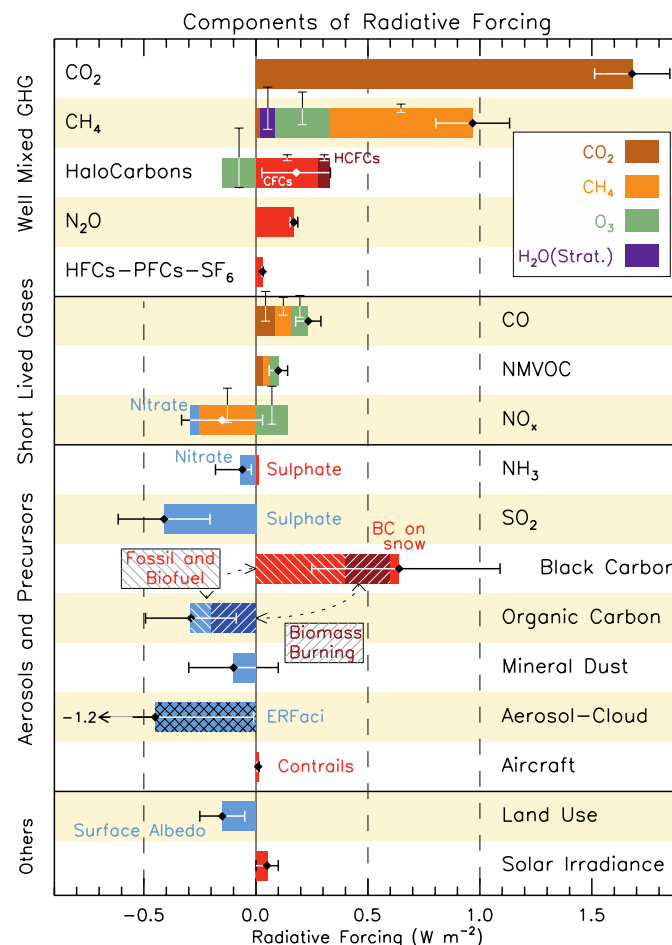 Components of Radiative Forcing
Well Mixed GHG
CO₂
CH₄
HaloCarbons
CFCs
HCFCs
N₂O
HFCs-PFCs-SF₆
CO₂
CH₄
O₃
H₂O(Strat.)
Short Lived Gases
CO
NMVOC
Nitrate
NOₓ
Aerosols and Precursors
Nitrate
Sulphate
NH₃
Sulphate
SO₂
BC on
snow
Fossil and
Biofuel
Black Carbon
Organic Carbon
Biomass
Burning
Mineral Dust
-1.2
ERFaci
Aerosol-Cloud
Contrails
Aircraft
Others
Surface Albedo
Land Use
Solar Irradiance
-0.5 0.0 0.5 1.0 1.5
Radiative Forcing (W m⁻²)